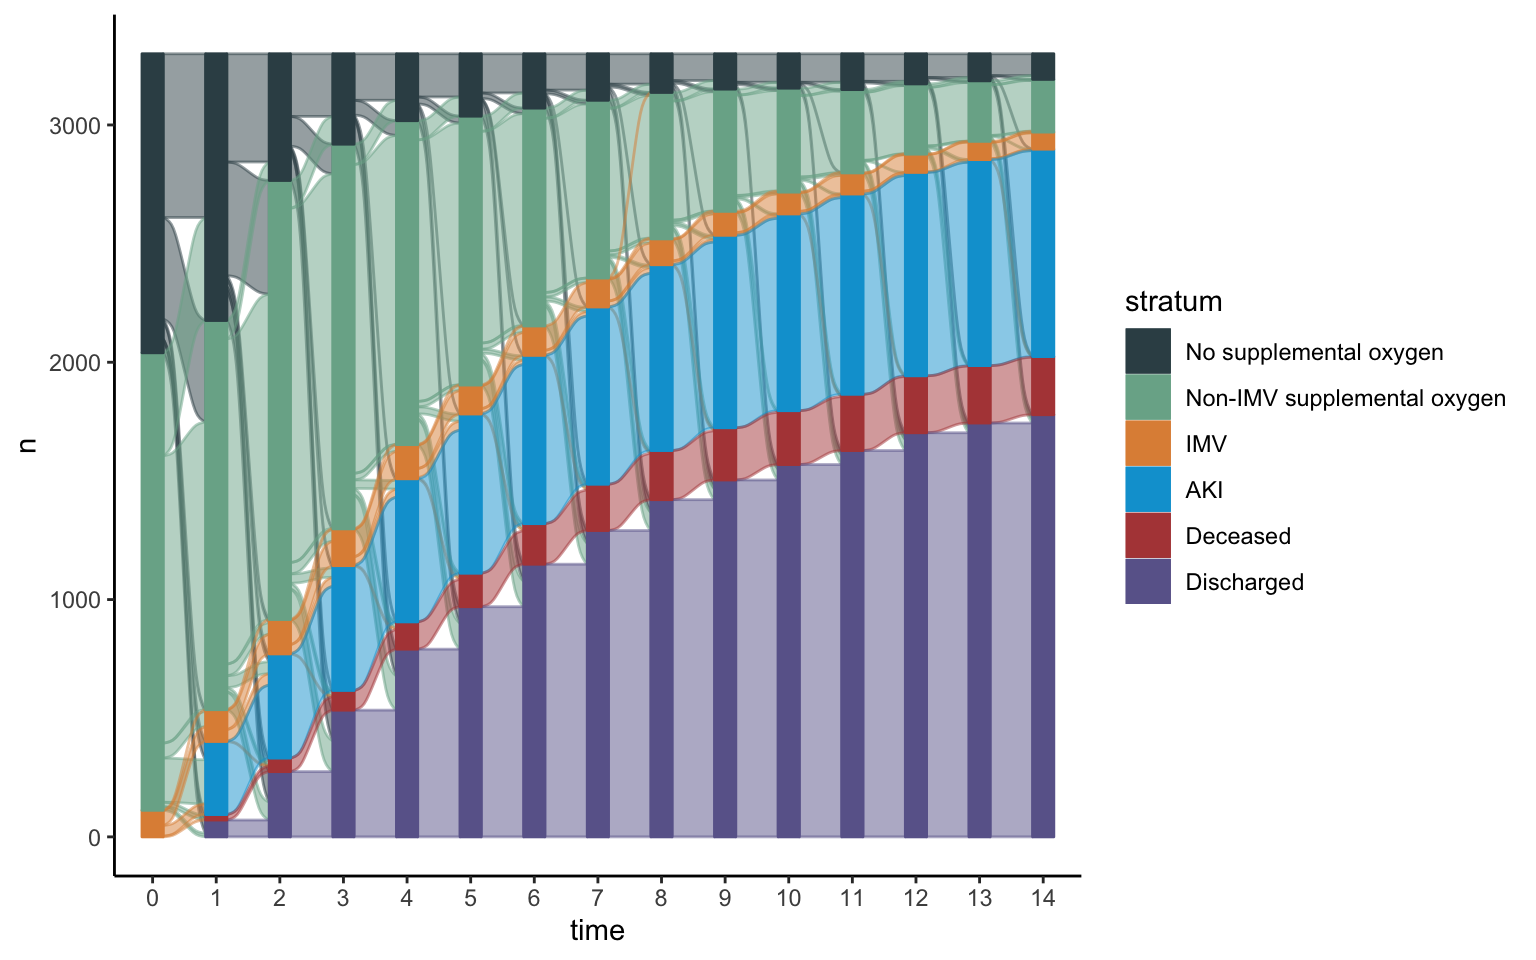 3000
2000
1000
0
n
0 1 2 3 4 5 6 7 8 9 10 11 12 13 14
time
stratum
No supplemental oxygen
Non-IMV supplemental oxygen
IMV
AKI
Deceased
Discharged